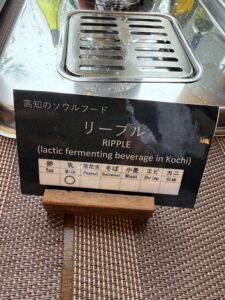 高知のソウルフード
リープル
RIPPLE
(lactic fermenting beverage in Kochi)
卵 乳 落花生 そば 小麦 エビ カニ
Egg Milk Peanut Buckwheat Wheat Shrimp Crab
○